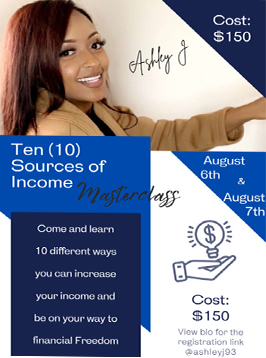 Cost:
$150
Ashley J
Ten (10)
Sources of
Income
Masterclass
August
6th
&
August
7th
Come and learn
10 different ways
you can increase
your income and
be on your way to
financial Freedom
$
Cost:
$150
View bio for the
registration link
@ashleyj93